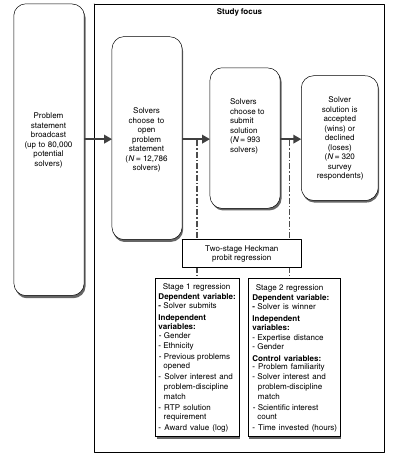 Study focus
Problem
statement
broadcast
(up to 80,000
potential
solvers)
Solvers
choose to
open
problem
statement
(N = 12,786
solvers)
Solvers
choose to
submit
solution
(N = 993
solvers)
Solver
solution is
accepted
(wins) or
declined
(loses)
(N = 320
survey
respondents)
Two-stage Heckman
probit regression
Stage 1 regression
Dependent variable:
- Solver submits
Independent
variables:
- Gender
- Ethnicity
- Previous problems
opened
- Solver interest and
problem-discipline
match
- RTP solution
requirement
- Award value (log)
Stage 2 regression
Dependent variable:
- Solver is winner
Independent
variables:
- Expertise distance
- Gender
Control variables:
- Problem familiarity
- Solver interest and
problem-discipline
match
- Scientific interest
count
- Time invested (hours)